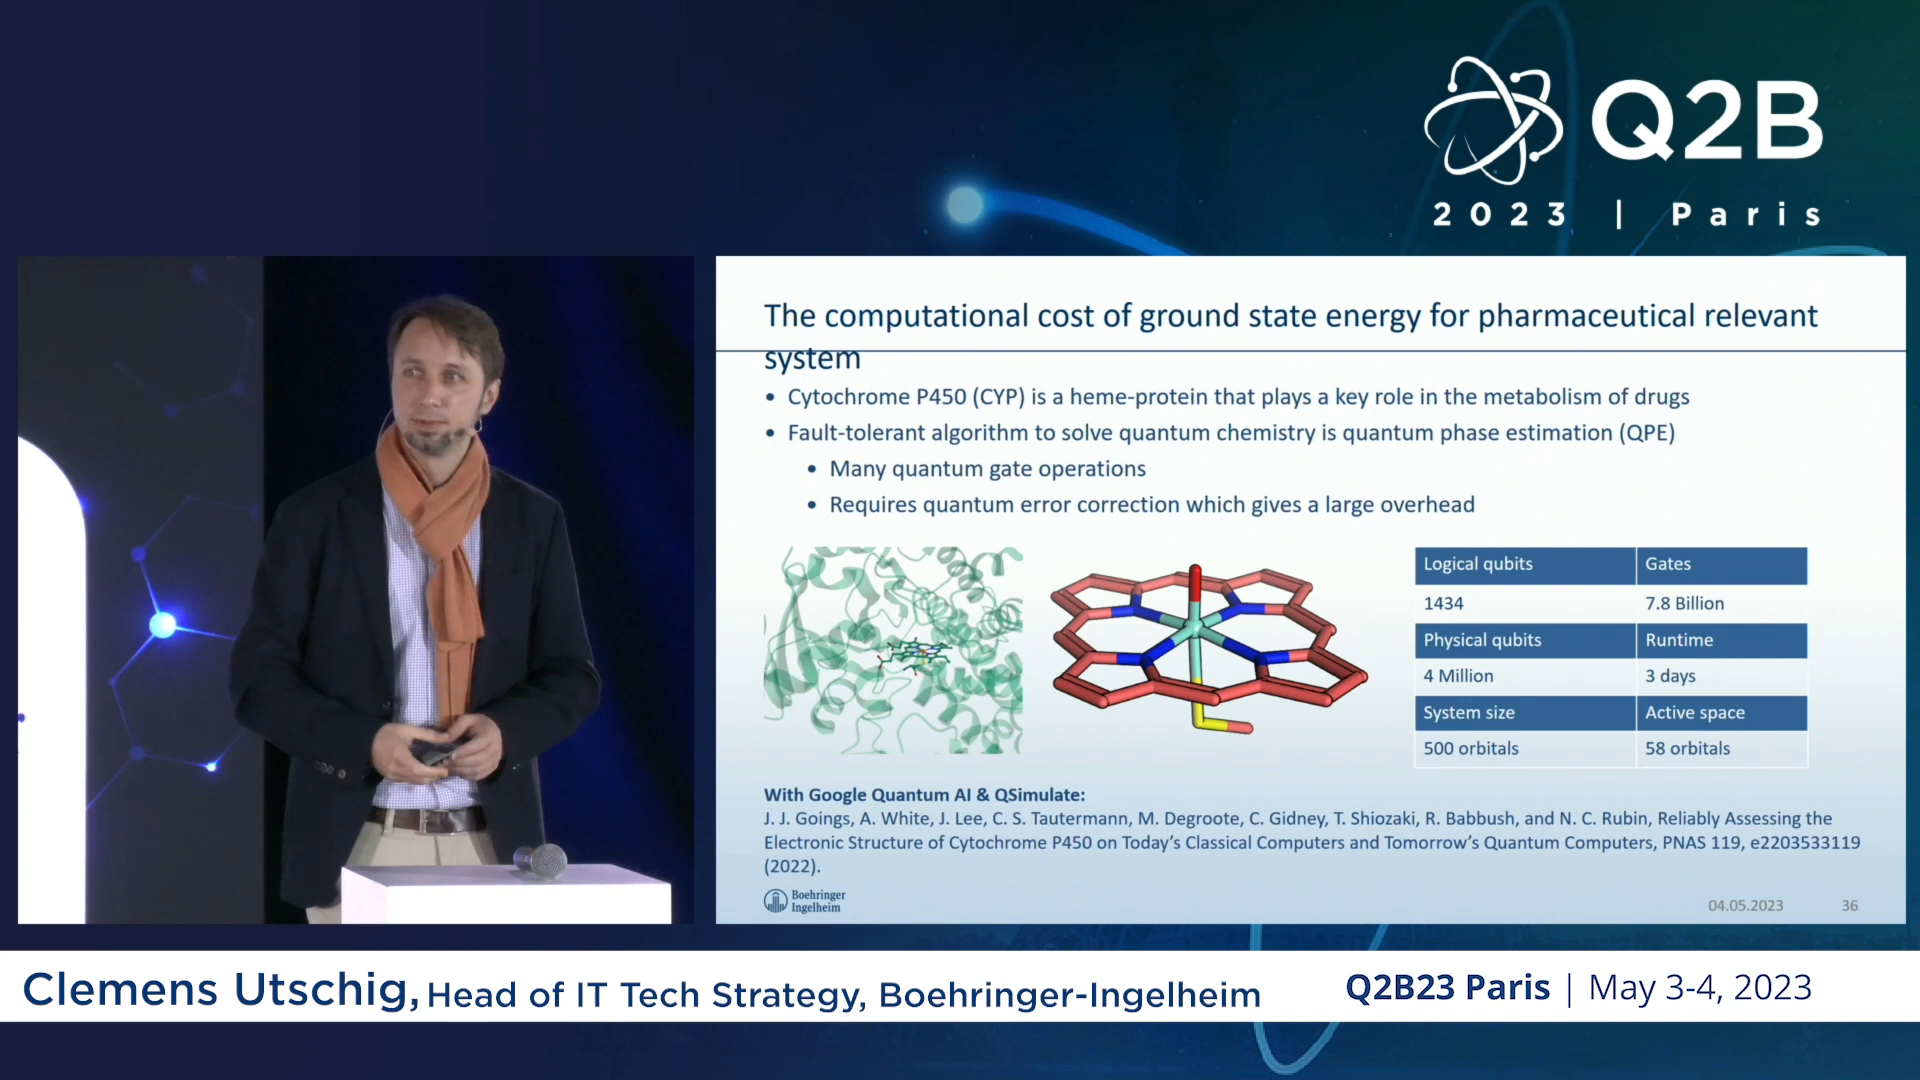 Q2B
2023 | Paris
The computational cost of ground state energy for pharmaceutical relevant
system
• Cytochrome P450 (CYP) is a heme-protein that plays a key role in the metabolism of drugs
• Fault-tolerant algorithm to solve quantum chemistry is quantum phase estimation (QPE)
• Many quantum gate operations
• Requires quantum error correction which gives a large overhead
Logical qubits Gates
1434 7.8 Billion
Physical qubits Runtime
4 Million 3 days
System size Active space
500 orbitals 58 orbitals
With Google Quantum AI & QSimulate:
J. J. Goings, A. White, J. Lee, C. S. Tautermann, M. Degroote, C. Gidney, T. Shiozaki, R. Babbush, and N. C. Rubin, Reliably Assessing the
Electronic Structure of Cytochrome P450 on Today's Classical Computers and Tomorrow's Quantum Computers, PNAS 119, e2203533119
(2022).
Boehringer
Ingelheim
04.05.2023 36
Clemens Utschig, Head of IT Tech Strategy, Boehringer-Ingelheim
Q2B23 Paris | May 3-4, 2023